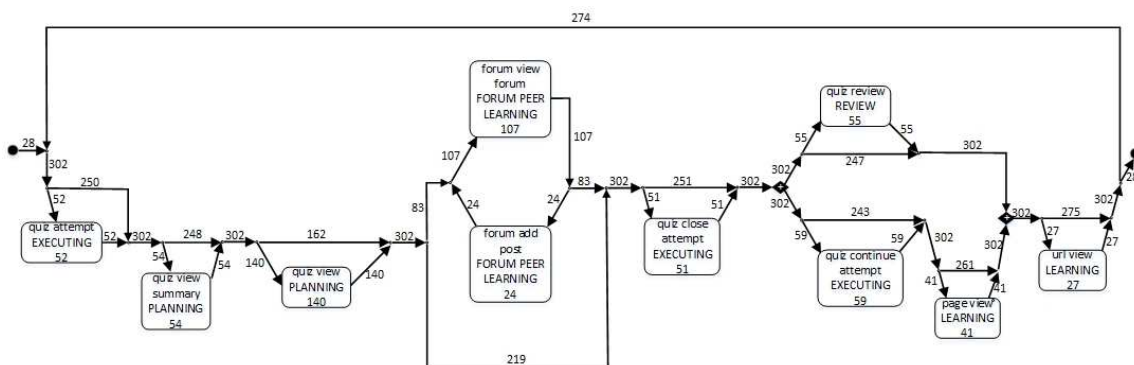 274
28
302
250
52
quiz attempt
EXECUTING
52
52
302
248
54
54
quiz view
summary
PLANNING
54
302
162
140
140
quiz view
PLANNING
140
302
83
219
107
forum view
forum
FORUM PEER
LEARNING
107
107
24
24
forum add
post
FORUM PEER
LEARNING
24
83
302
251
51
51
quiz close
attempt
EXECUTING
51
302
302
302
55
quiz review
REVIEW
55
55
247
302
243
59
59
quiz continue
attempt
EXECUTING
59
302
261
41
41
page view
LEARNING
41
302
302
275
27
27
url view
LEARNING
27
302
28